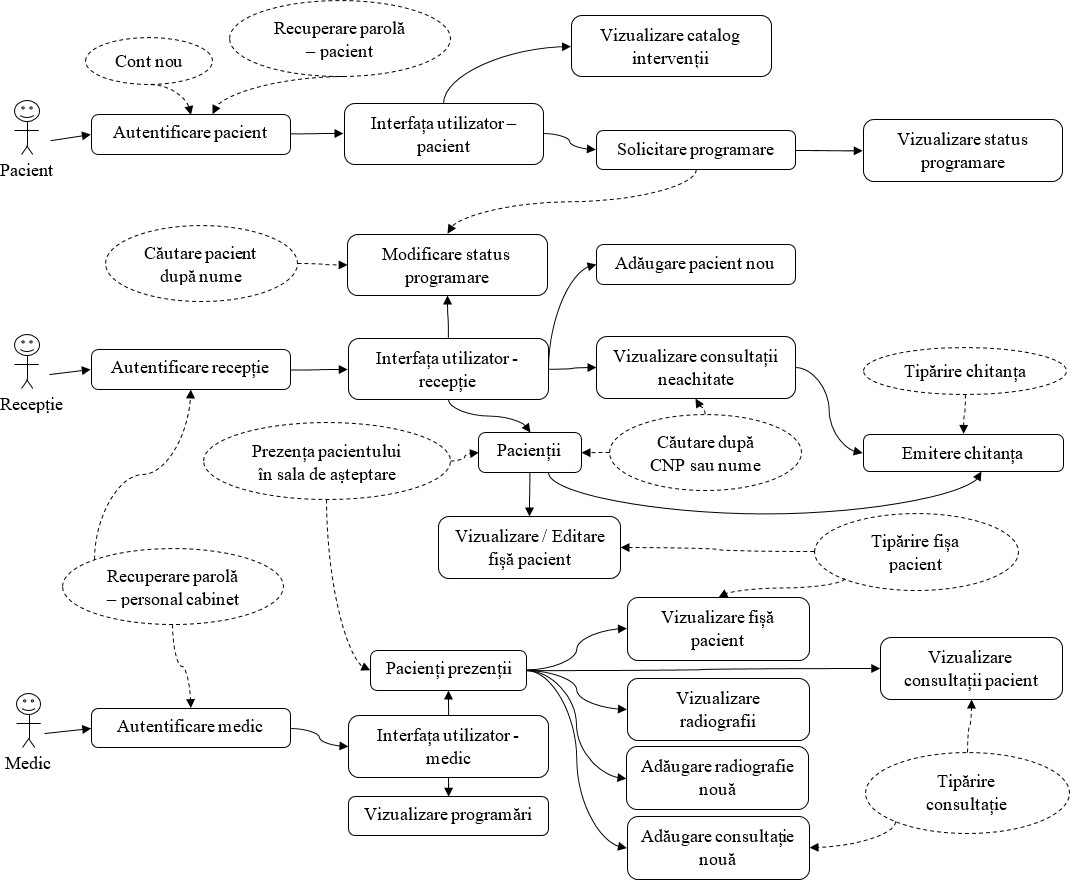 Recuperare parolă
– pacient
Cont nou
Vizualizare catalog
intervenții
Pacient
Autentificare pacient
Interfața utilizator –
pacient
Solicitare programare
Vizualizare status
programare
Căutare pacient
după nume
Modificare status
programare
Adăugare pacient nou
Recepție
Autentificare recepție
Interfața utilizator -
recepție
Vizualizare consultații
neachitate
Tipărire chitanța
Prezența pacientului
în sala de așteptare
Pacienții
Căutare după
CNP sau nume
Emitere chitanța
Vizualizare / Editare
fișă pacient
Tipărire fișa
pacient
Recuperare parolă
– personal cabinet
Vizualizare fișă
pacient
Pacienți prezenții
Vizualizare
consultații pacient
Vizualizare
radiografii
Medic
Autentificare medic
Interfața utilizator -
medic
Adăugare radiografie
nouă
Tipărire
consultație
Vizualizare programări
Adăugare consultație
nouă